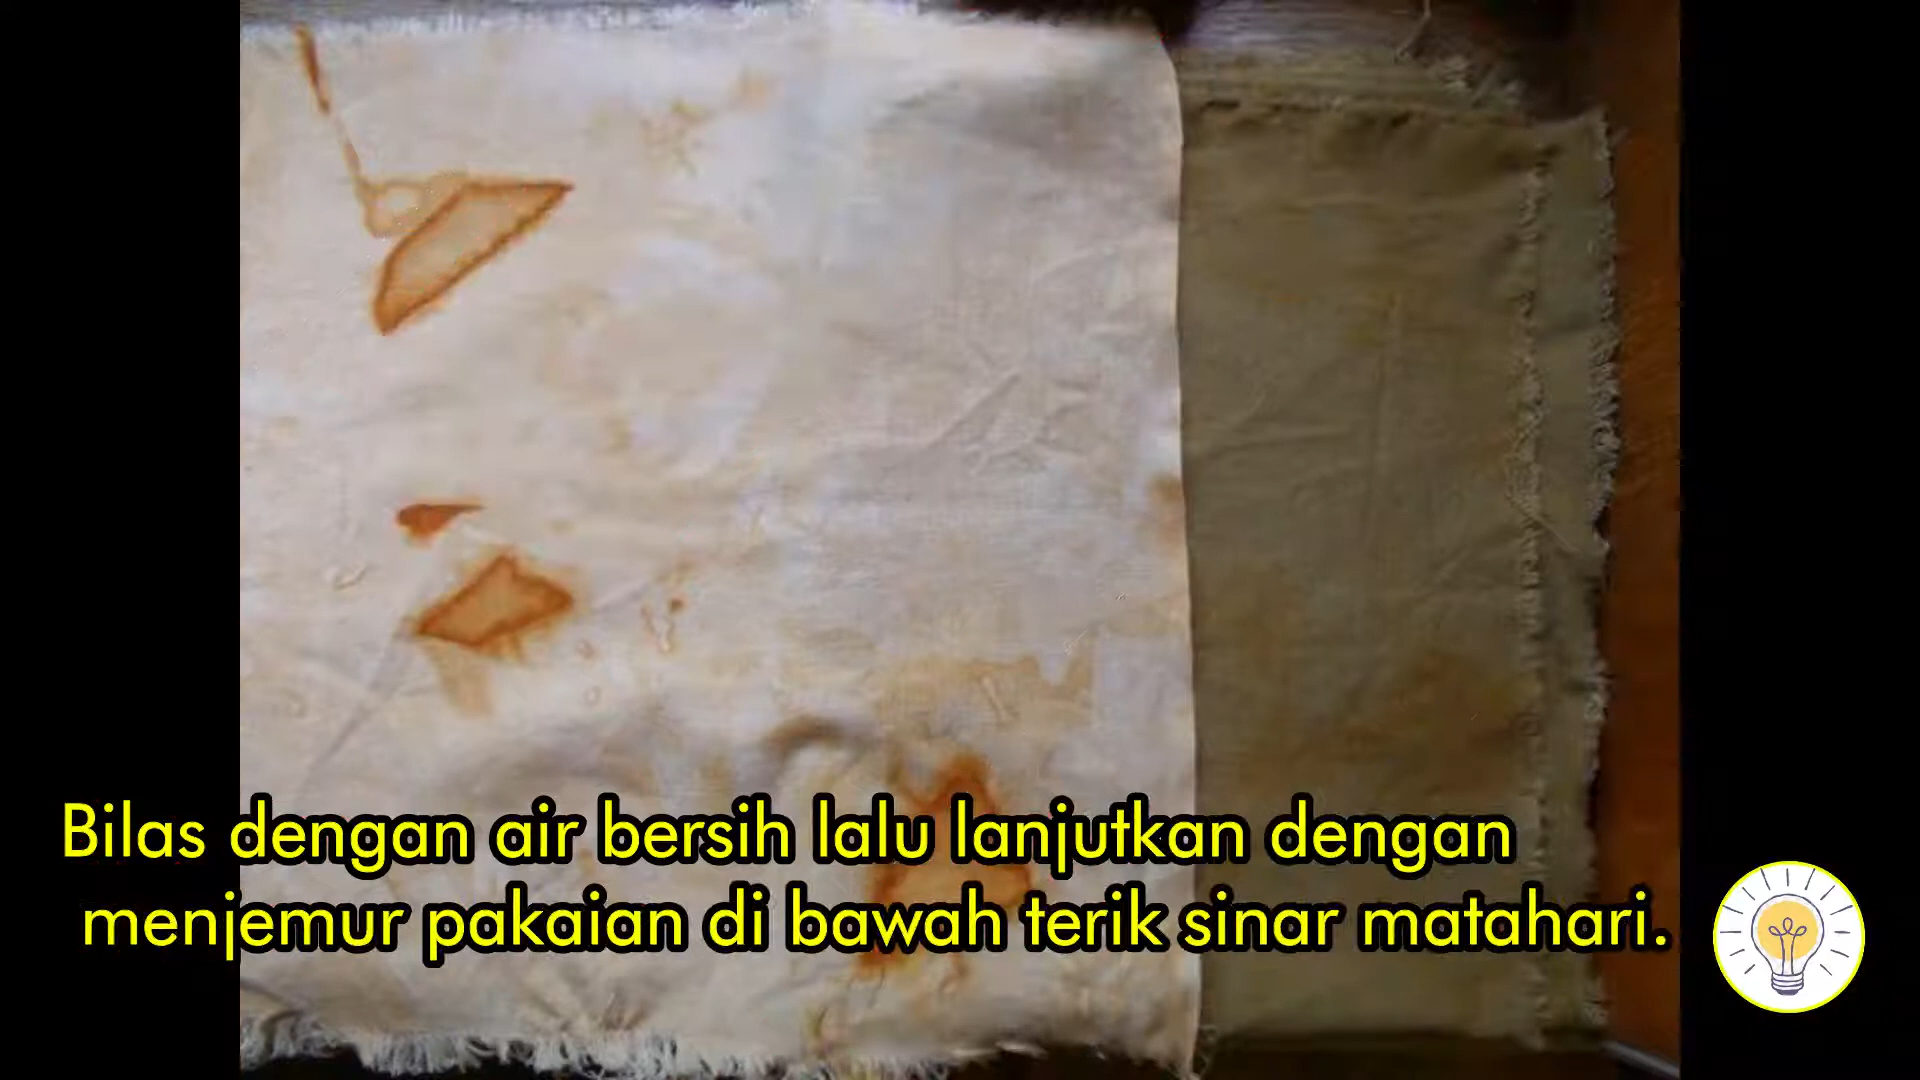 Bilas dengan air bersih lalu lanjutkan dengan
menjemur pakaian di bawah terik sinar matahari.